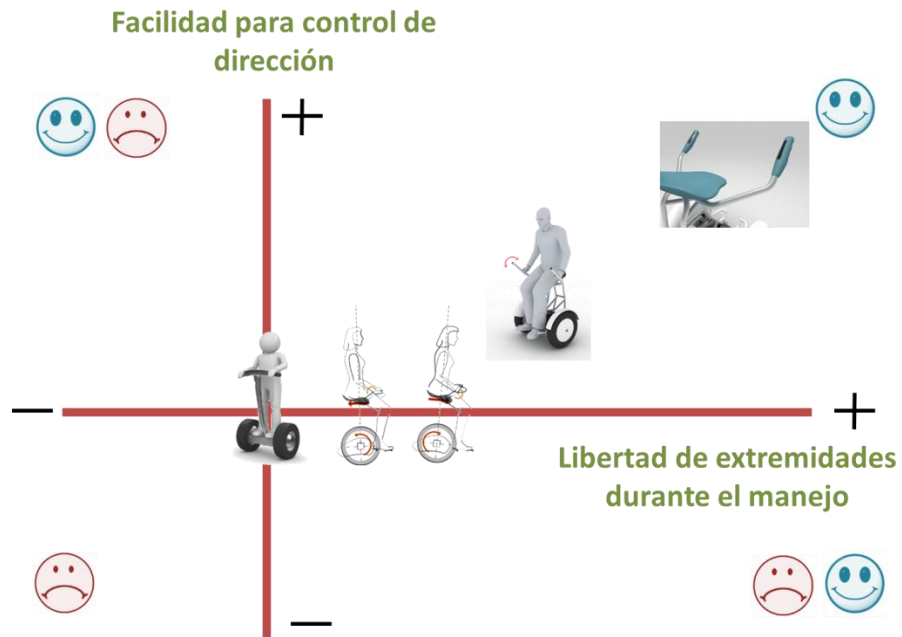 Facilidad para control de
dirección
+
−
+
Libertad de extremidades
durante el manejo
−